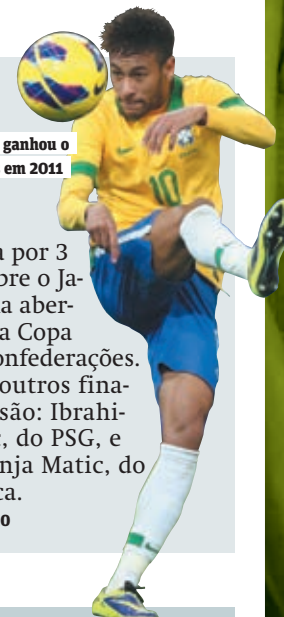 ganhou o
em 2011
a por 3
bre o Ja-
a aber-
a Copa
onfederações.
outros fina-
são: Ibrahi-
c, do PSG, e
nja Matic, do
ca.
o
10